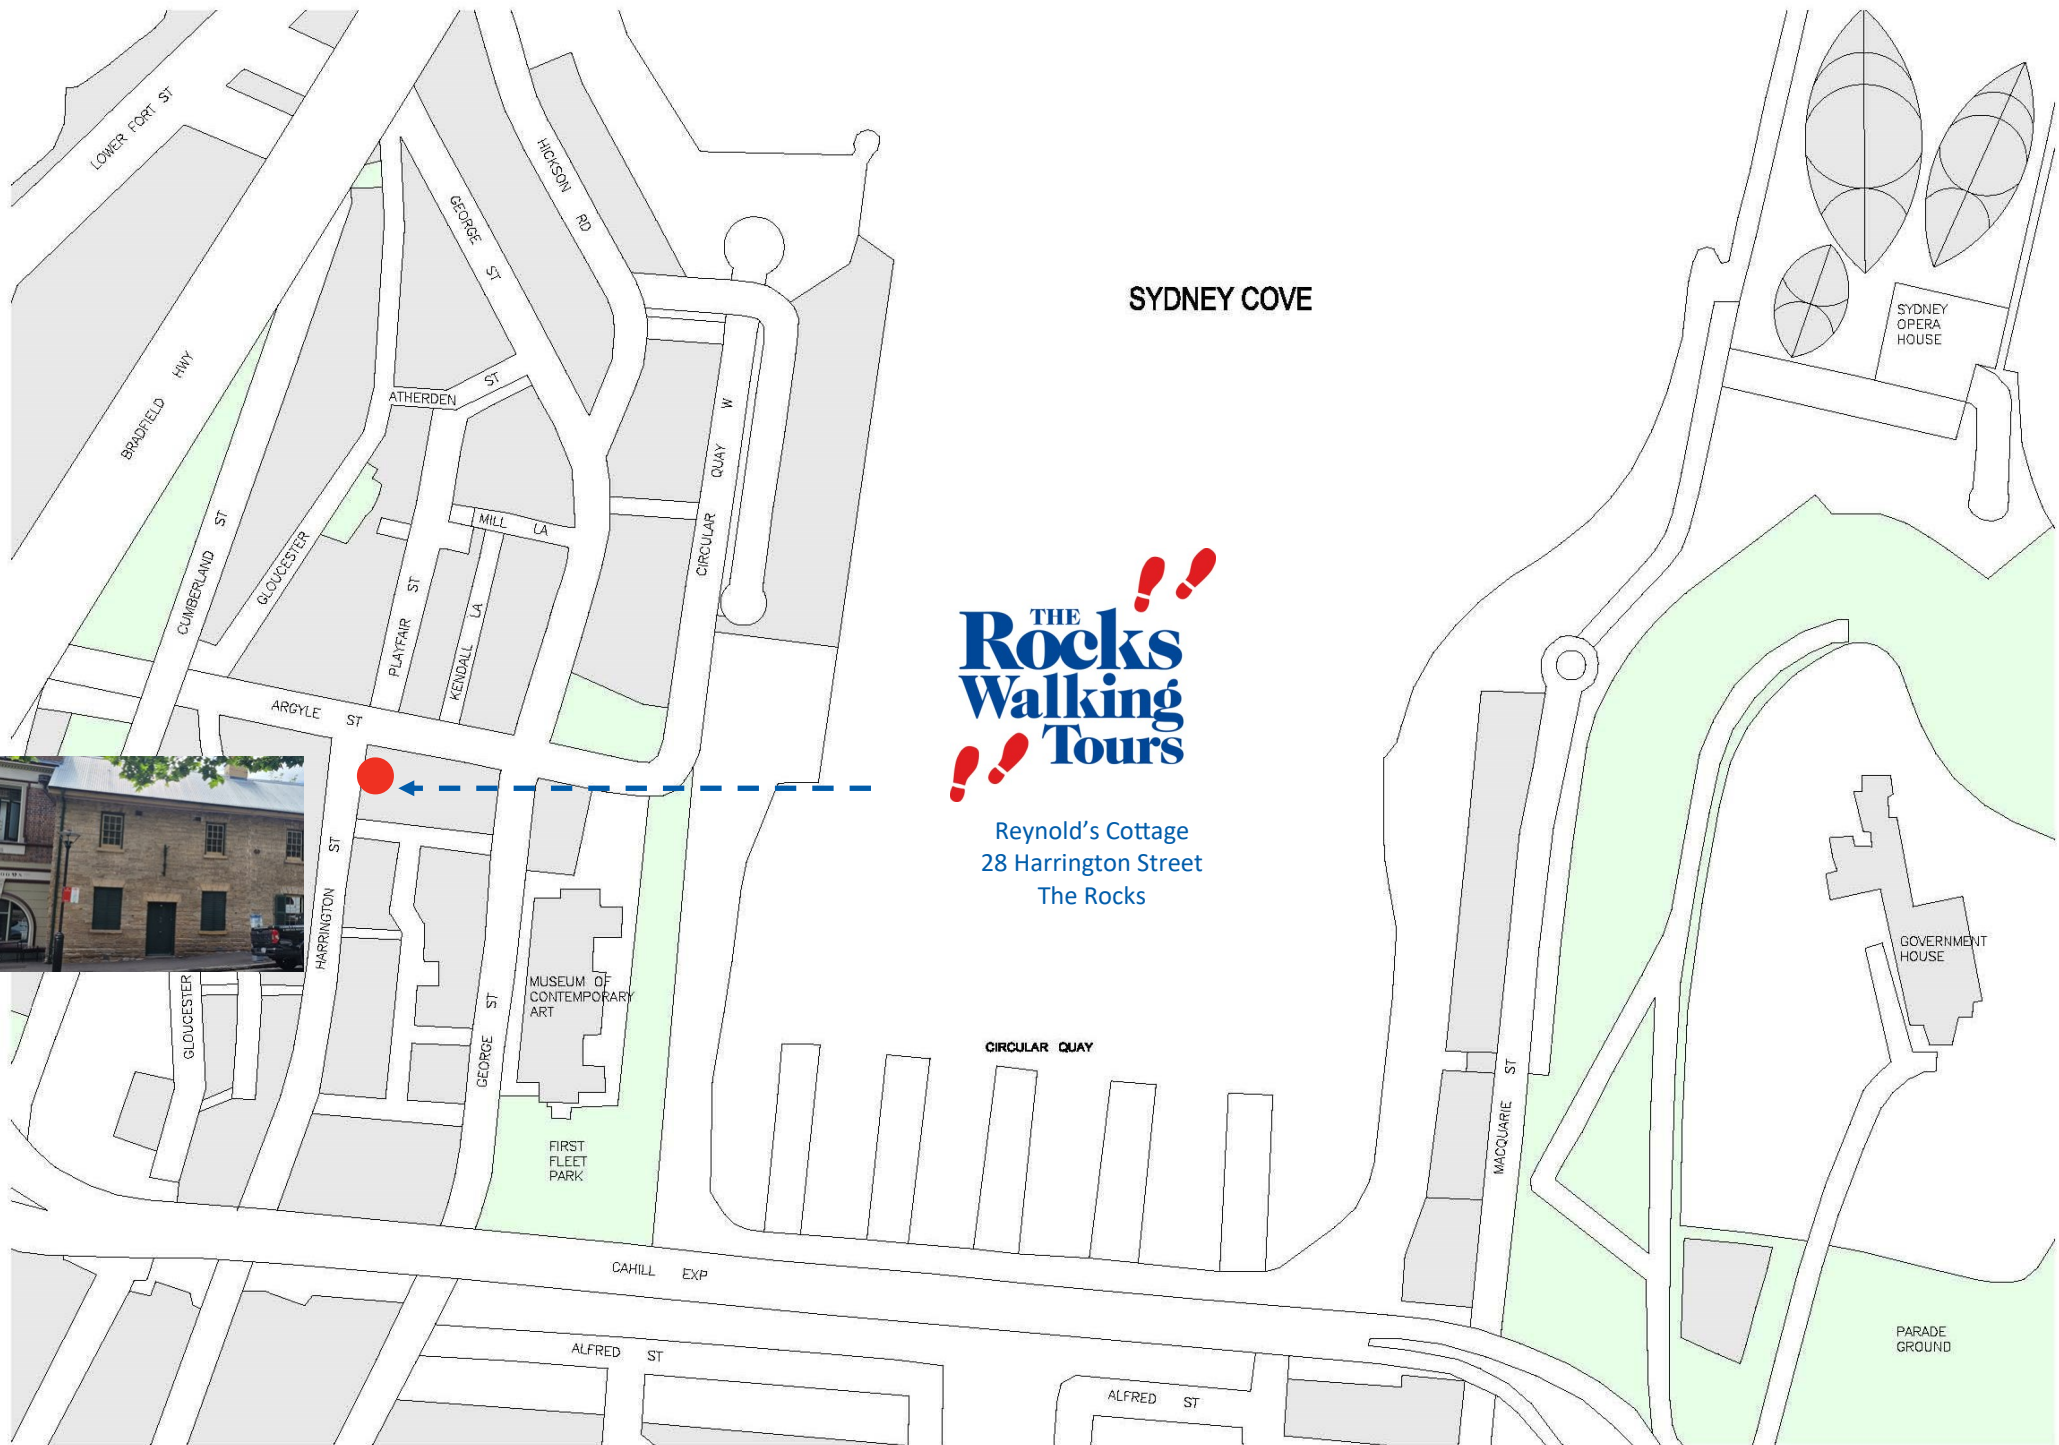 LOWER FORT ST
HICKSON RD
GEORGE ST
SYDNEY COVE
SYDNEY
OPERA
HOUSE
BRADFIELD HWY
ATHERDEN ST
CIRCULAR QUAY W
MILL LA
CUMBERLAND ST
GLOUCESTER
PLAYFAIR ST
KENDALL LA
THE
Rocks
Walking
Tours
ARGYLE ST
Reynold’s Cottage
28 Harrington Street
The Rocks
HARRINGTON ST
GOVERNMENT
HOUSE
MUSEUM OF
CONTEMPORARY
ART
GLOUCESTER
GEORGE ST
CIRCULAR QUAY
MACQUARIE ST
FIRST
FLEET
PARK
CAHILL EXP
PARADE
GROUND
ALFRED ST
ALFRED ST